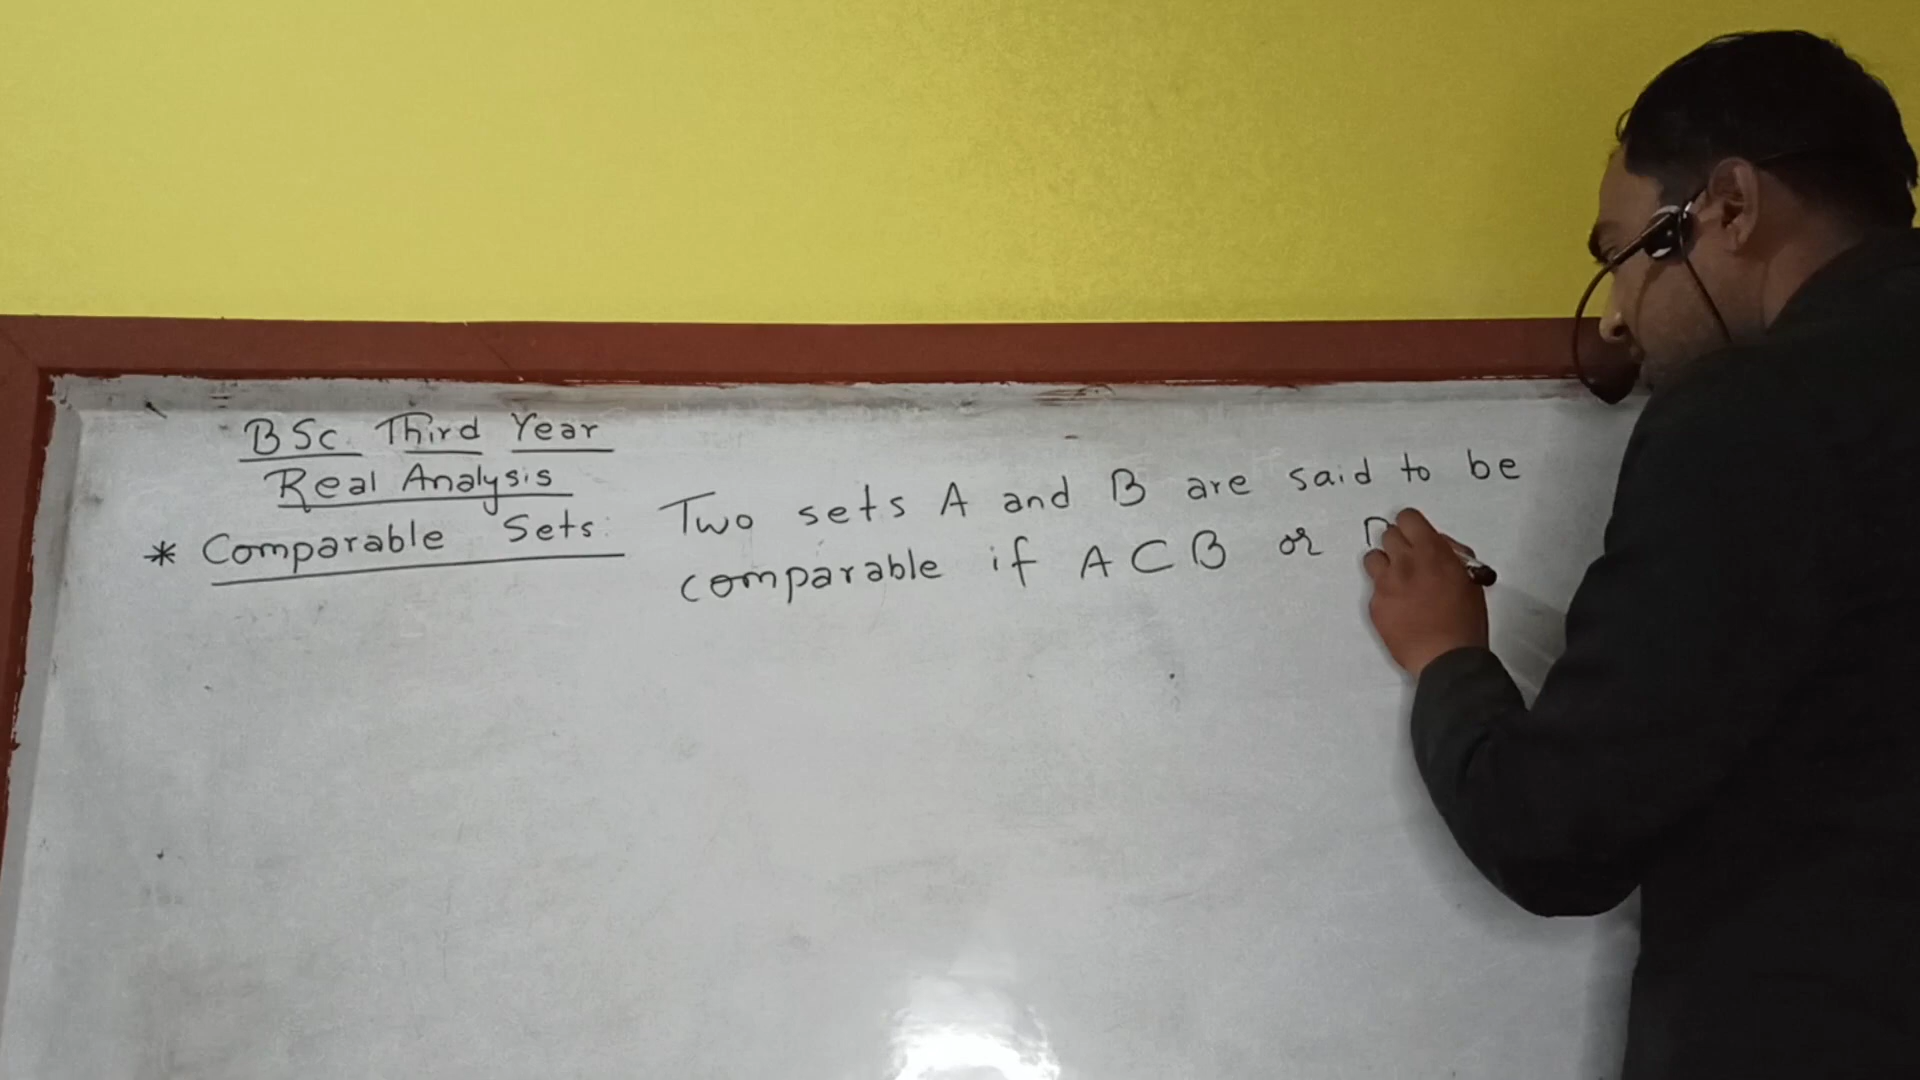 BSc. Third Year
Real Analysis
* Comparable Sets: Two sets A and B are said to be
comparable if A ⊂ B or